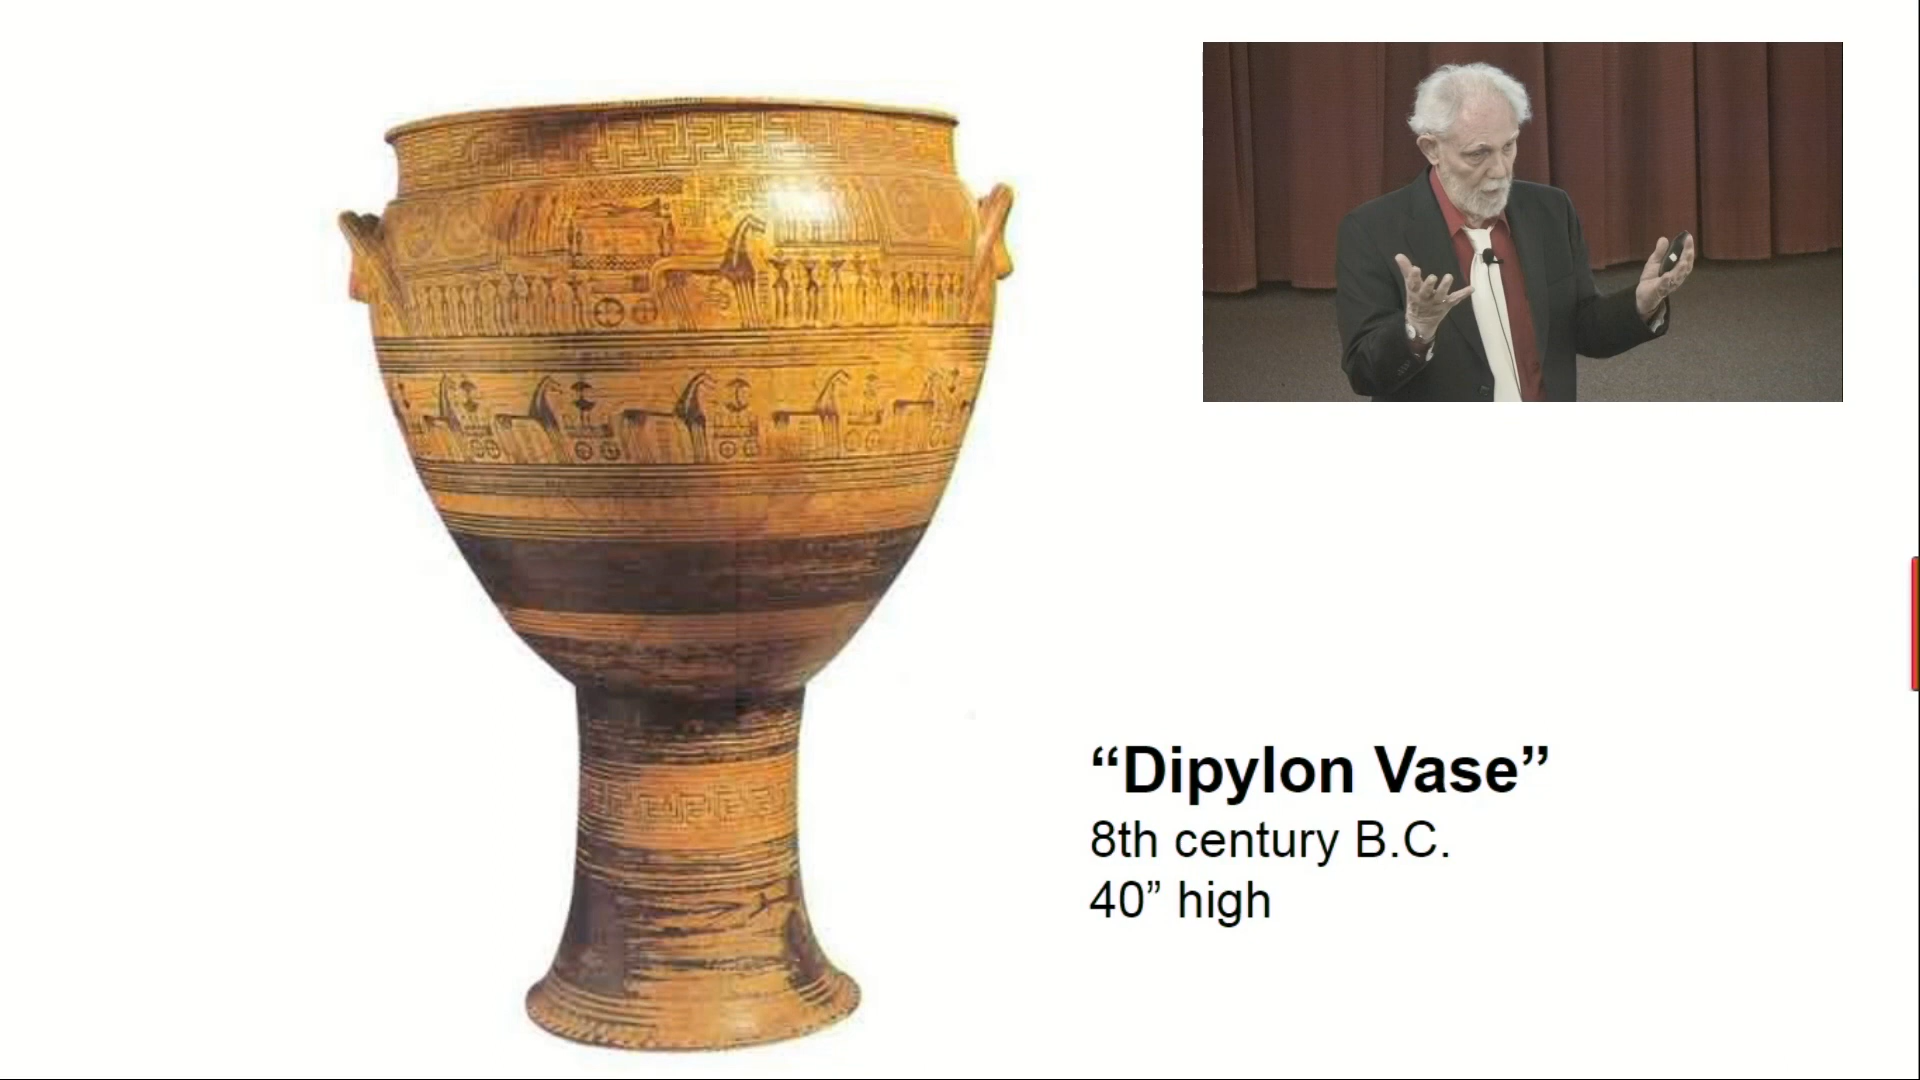 “Dipylon Vase”
8th century B.C.
40” high